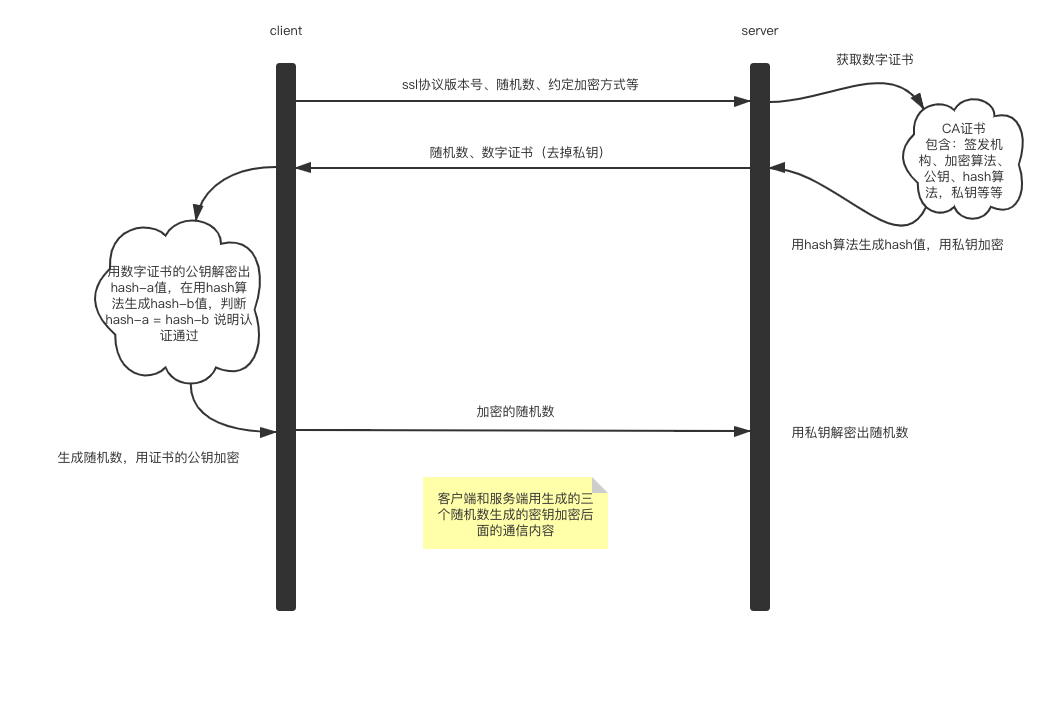 client
server
获取数字证书
ssl协议版本号、随机数、约定加密方式等
CA证书
包含：签发机
构、加密算法、
公钥、hash算
法，私钥等等
随机数、数字证书（去掉私钥）
用hash算法生成hash值，用私钥加密
用数字证书的公钥解密出
hash-a值，在用hash算
法生成hash-b值，判断
hash-a = hash-b 说明认
证通过
加密的随机数
用私钥解密出随机数
生成随机数，用证书的公钥加密
客户端和服务端用生成的三
个随机数生成的密钥加密后
面的通信内容